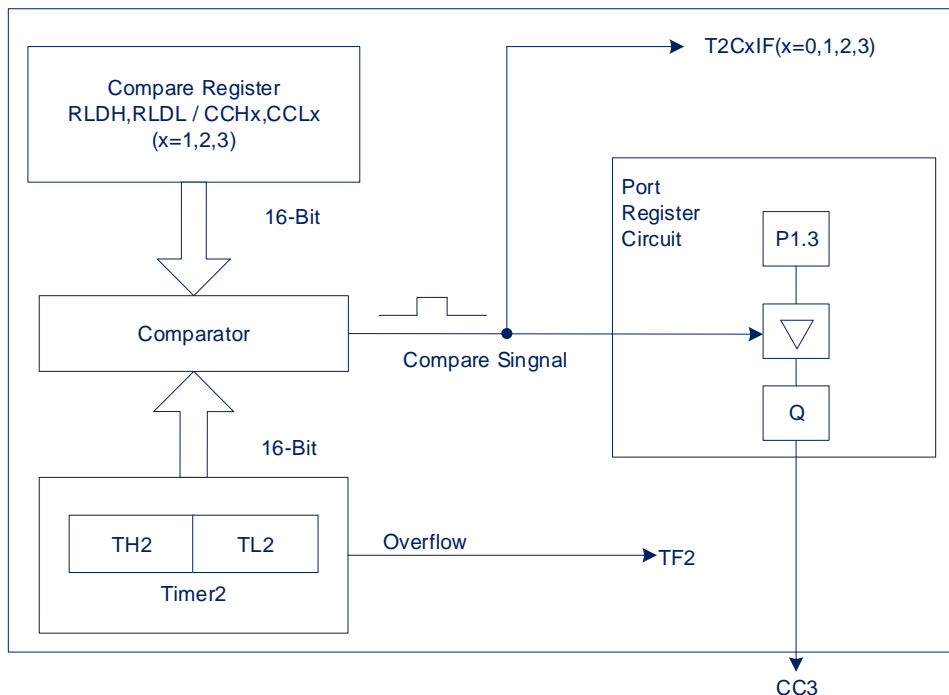 T2CxIF(x=0,1,2,3)
Compare Register
RLDH,RLDL / CCHx,CCLx
(x=1,2,3)
16-Bit
Port
Register
Circuit
P1.3
Comparator
Compare Singnal
Q
16-Bit
TH2
TL2
Timer2
Overflow
TF2
CC3